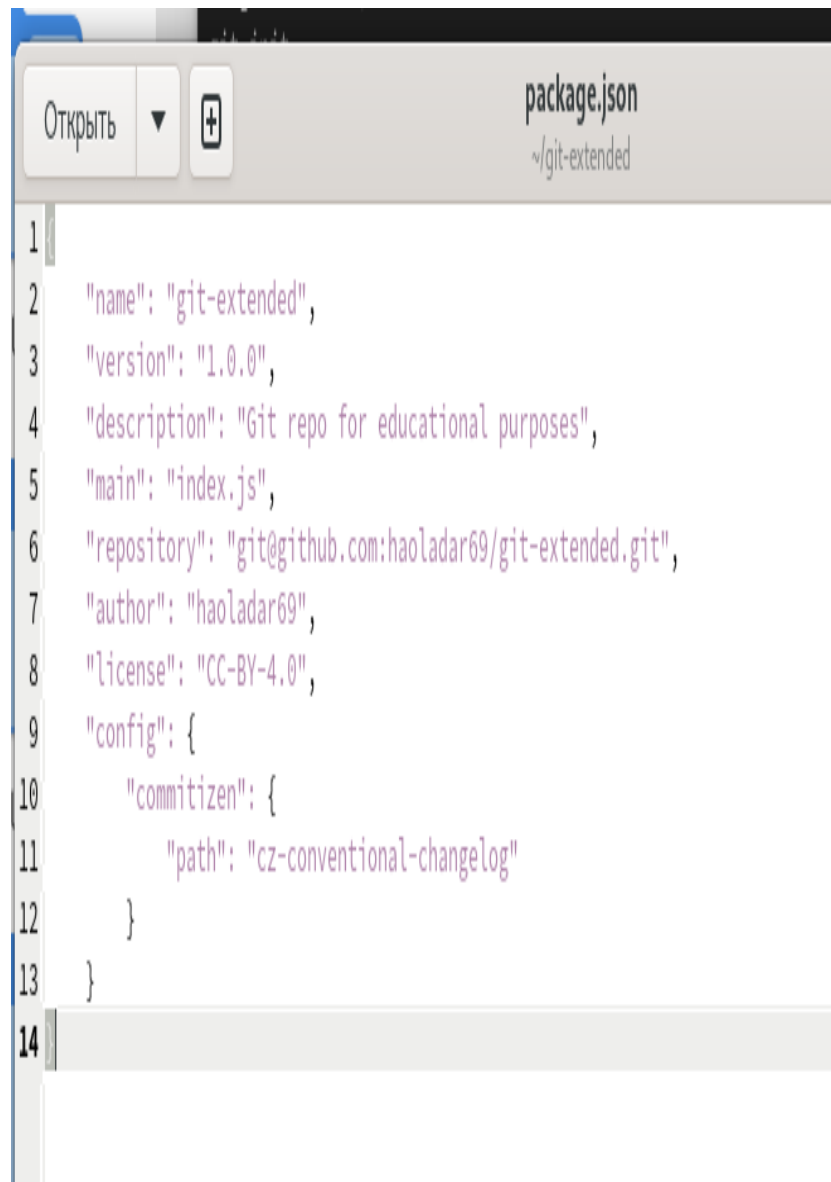 git init
Открыть
package.json
~/git-extended
1 {
2 "name": "git-extended",
3 "version": "1.0.0",
4 "description": "Git repo for educational purposes",
5 "main": "index.js",
6 "repository": "git@github.com:haoladar69/git-extended.git",
7 "author": "haoladar69",
8 "license": "CC-BY-4.0",
9 "config": {
10 "commitizen": {
11 "path": "cz-conventional-changelog"
12 }
13 }
14 }